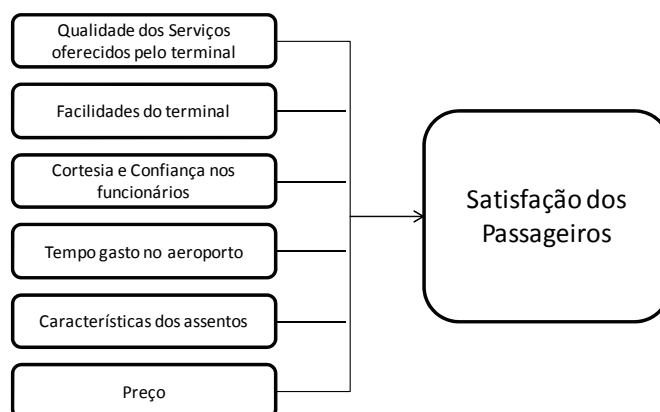 Qualidade dos Serviços
oferecidos pelo terminal
Facilidades do terminal
Cortesia e Confiança nos
funcionários
Tempo gasto no aeroporto
Características dos assentos
Preço
Satisfação dos
Passageiros